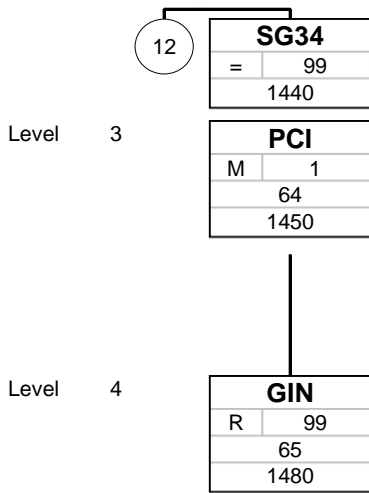 12
SG34
= 99
1440
Level 3
PCI
M 1
64
1450
Level 4
GIN
R 99
65
1480